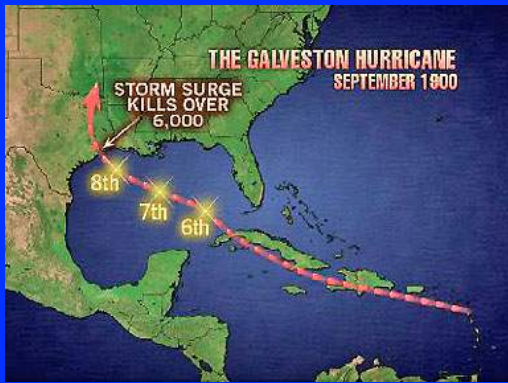 THE GALVESTON HURRICANE
SEPTEMBER 1900
STORM SURGE
KILLS OVER
6,000
8th
7th
6th